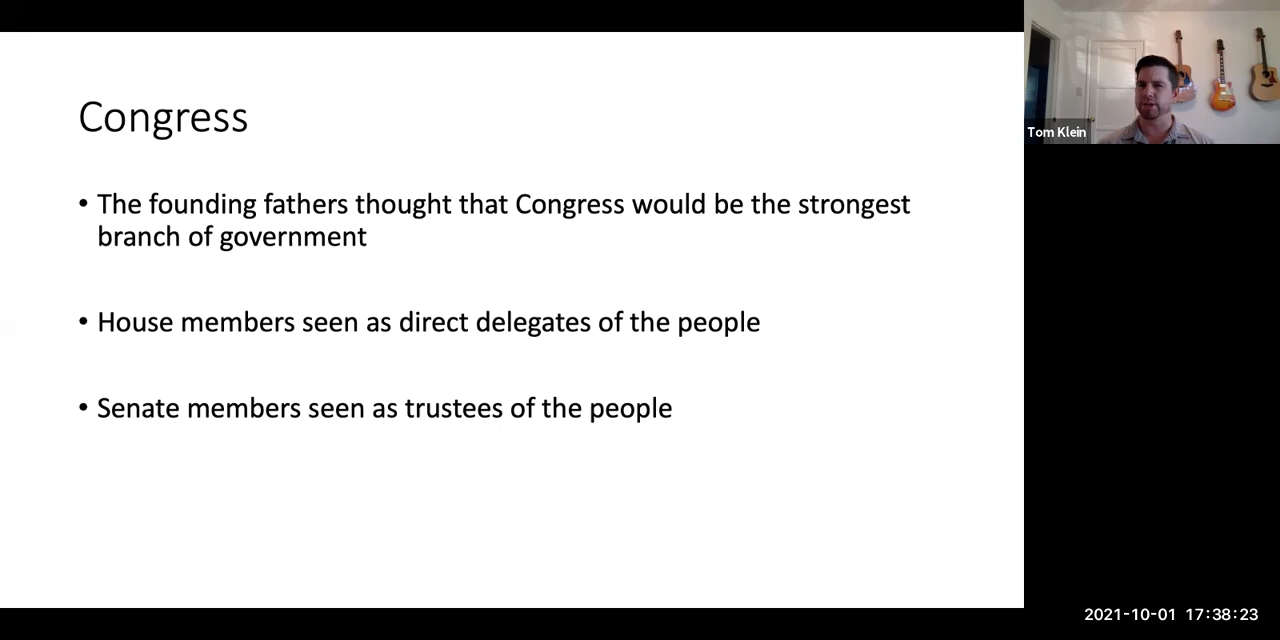 Congress
• The founding fathers thought that Congress would be the strongest
branch of government
• House members seen as direct delegates of the people
• Senate members seen as trustees of the people
Tom Klein
2021-10-01 17:38:23